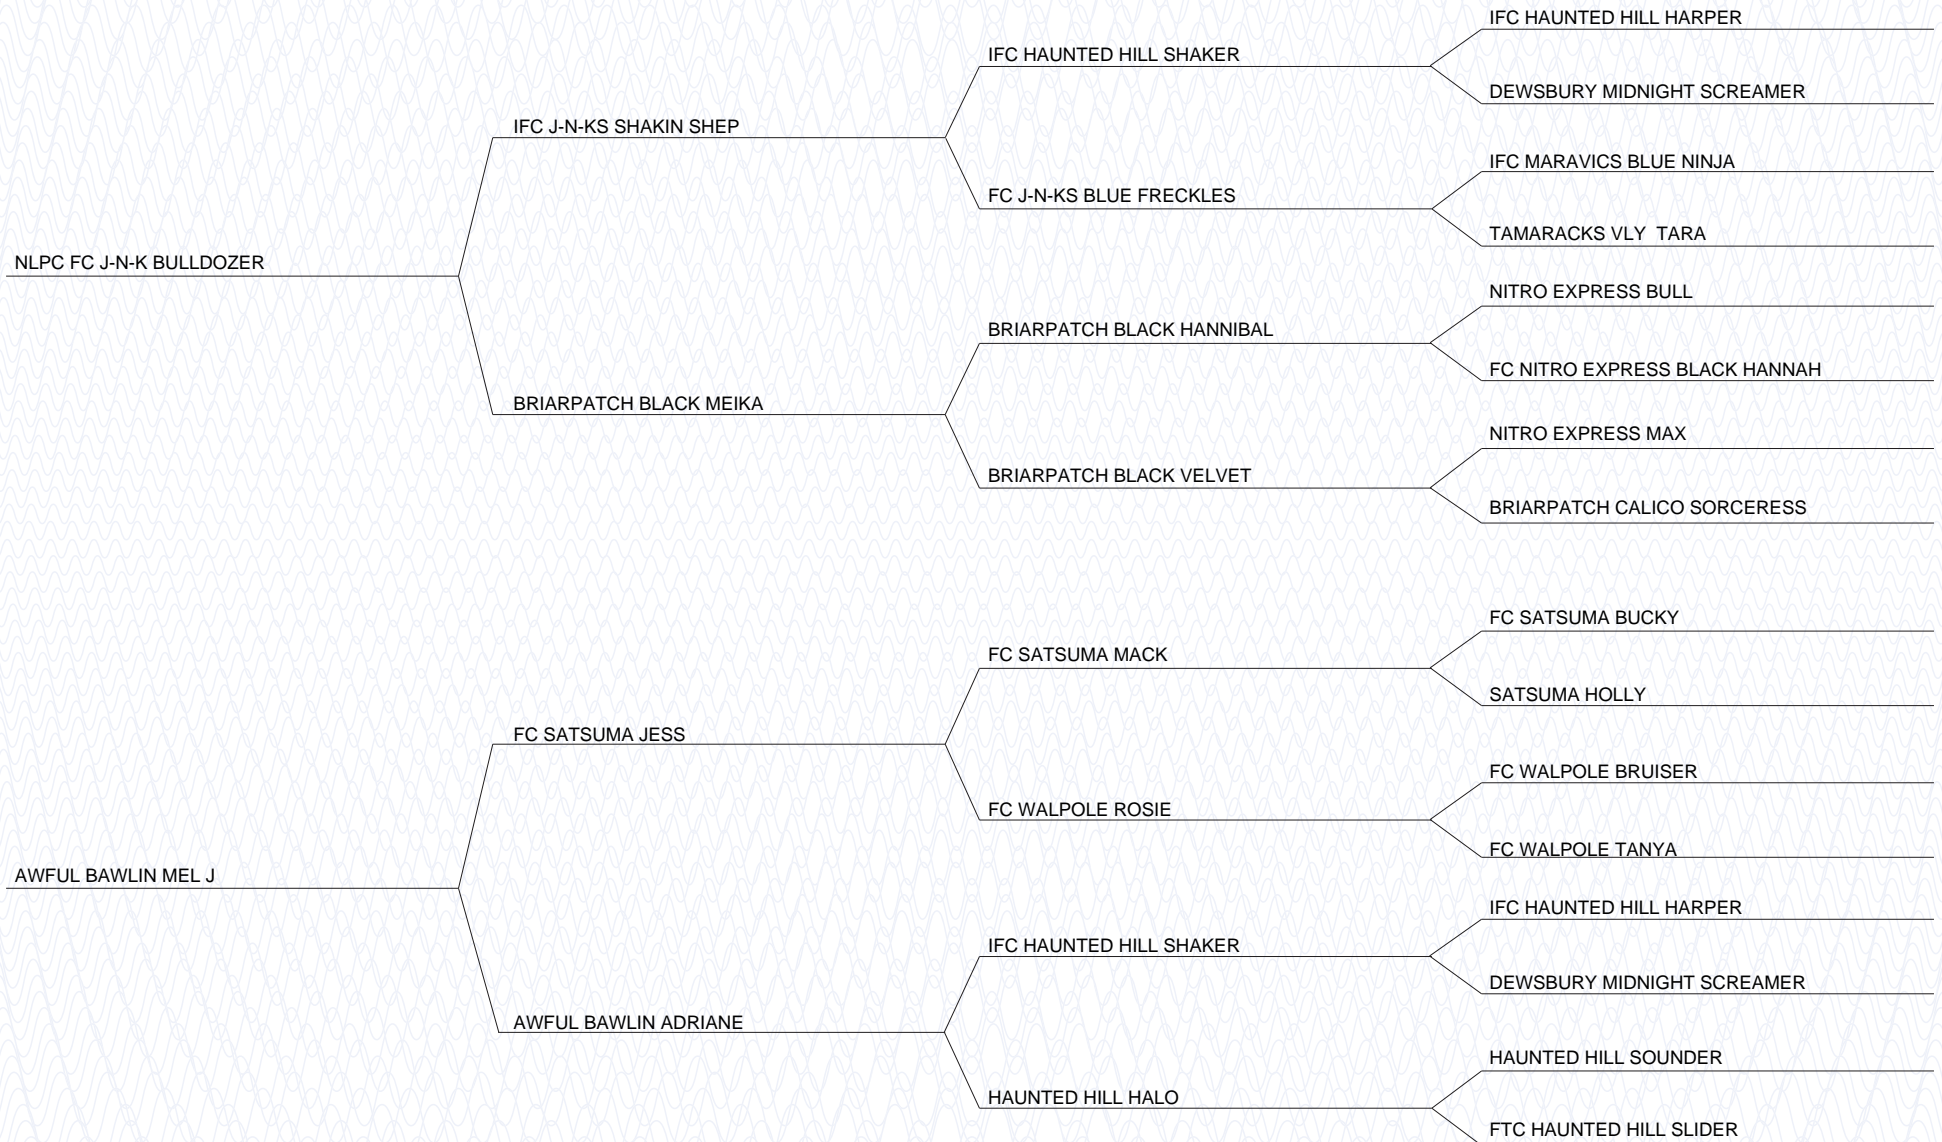 IFC HAUNTED HILL HARPER
IFC HAUNTED HILL SHAKER
DEWSBURY MIDNIGHT SCREAMER
IFC J-N-KS SHAKIN SHEP
IFC MARAVICS BLUE NINJA
FC J-N-KS BLUE FRECKLES
TAMARACKS VLY  TARA
NLPC FC J-N-K BULLDOZER
NITRO EXPRESS BULL
BRIARPATCH BLACK HANNIBAL
FC NITRO EXPRESS BLACK HANNAH
BRIARPATCH BLACK MEIKA
NITRO EXPRESS MAX
BRIARPATCH BLACK VELVET
BRIARPATCH CALICO SORCERESS
FC SATSUMA BUCKY
FC SATSUMA MACK
SATSUMA HOLLY
FC SATSUMA JESS
FC WALPOLE BRUISER
FC WALPOLE ROSIE
FC WALPOLE TANYA
AWFUL BAWLIN MEL J
IFC HAUNTED HILL HARPER
IFC HAUNTED HILL SHAKER
DEWSBURY MIDNIGHT SCREAMER
AWFUL BAWLIN ADRIANE
HAUNTED HILL SOUNDER
HAUNTED HILL HALO
FTC HAUNTED HILL SLIDER